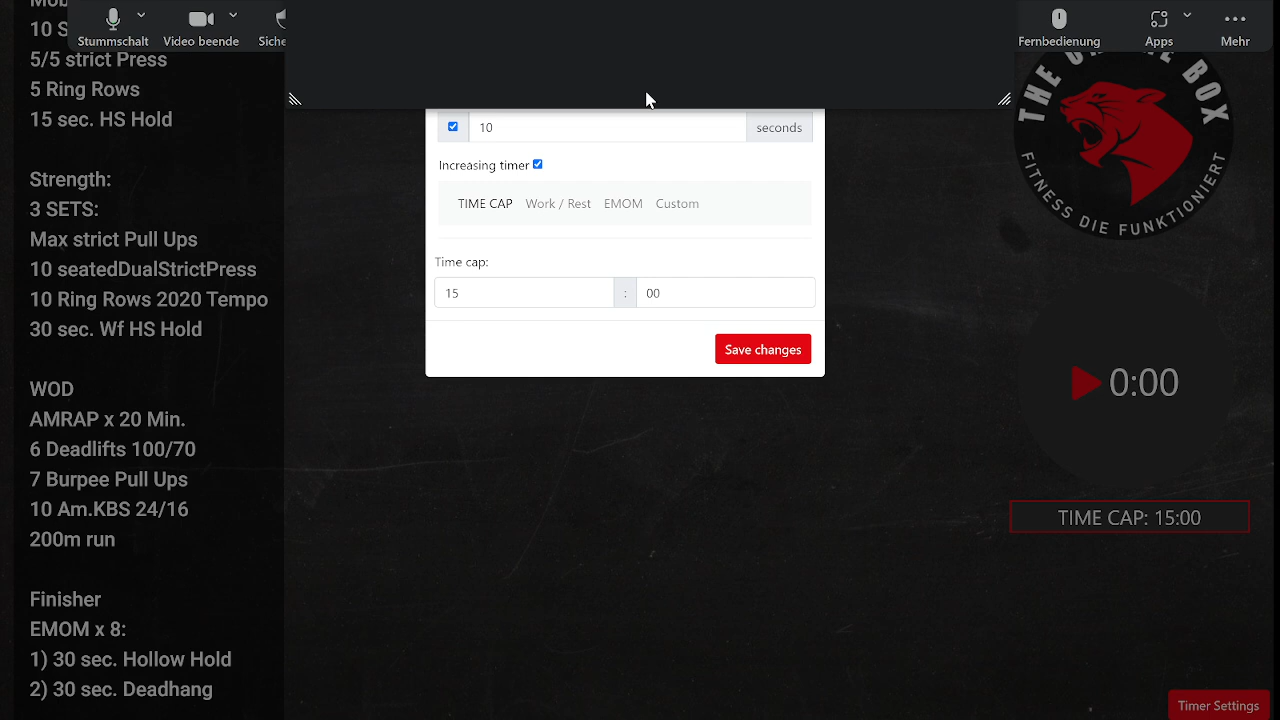 Stummschalt
Video beende
Siche
Fernbedienung
Apps
Mehr
10 S
5/5 strict Press
5 Ring Rows
15 sec. HS Hold
Strength:
3 SETS:
Max strict Pull Ups
10 seatedDualStrictPress
10 Ring Rows 2020 Tempo
30 sec. Wf HS Hold
WOD
AMRAP x 20 Min.
6 Deadlifts 100/70
7 Burpee Pull Ups
10 Am.KBS 24/16
200m run
Finisher
EMOM x 8:
1) 30 sec. Hollow Hold
2) 30 sec. Deadhang
10 seconds
Increasing timer
TIME CAP Work / Rest EMOM Custom
Time cap:
15 : 00
Save changes
BOX
FITNESS DIE FUNKTIONIERT
0:00
TIME CAP: 15:00
Timer Settings